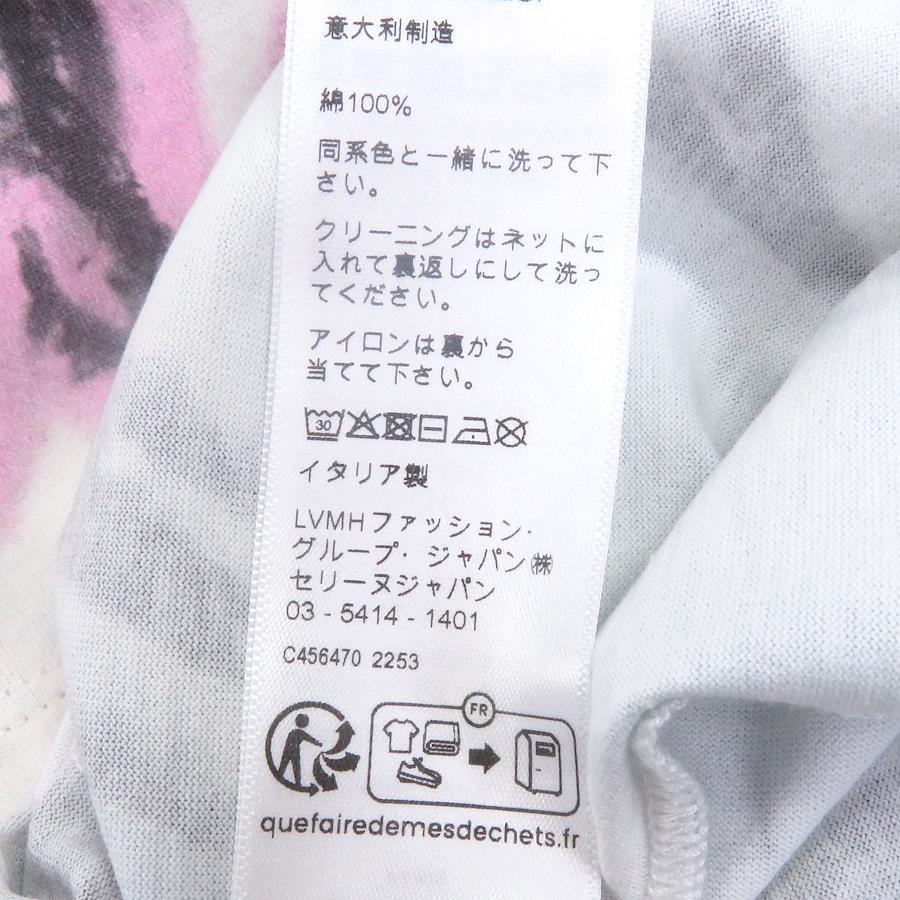 意大利制造
綿100%
同系色と一緒に洗って下
さい。
クリーニングはネットに
入れて裏返しにして洗っ
てください。
アイロンは裏から
当てて下さい。
30
イタリア製
LVMHファッション・
グループ・ジャパン㈱
セリーヌジャパン
03 - 5414 - 1401
C456470 2253
FR
quefairedemesdechets.fr